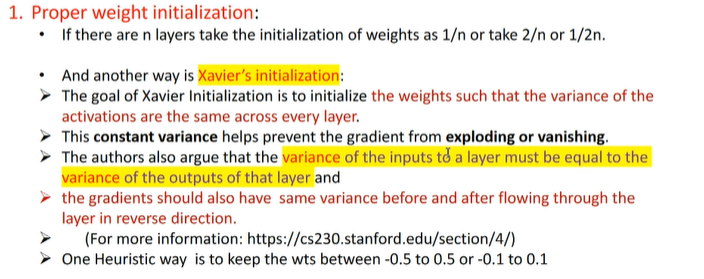 1. Proper weight initialization:
• If there are n layers take the initialization of weights as 1/n or take 2/n or 1/2n.
• And another way is Xavier's initialization:
➤ The goal of Xavier Initialization is to initialize the weights such that the variance of the
activations are the same across every layer.
➤ This constant variance helps prevent the gradient from exploding or vanishing.
➤ The authors also argue that the variance of the inputs to a layer must be equal to the
variance of the outputs of that layer and
➤ the gradients should also have same variance before and after flowing through the
layer in reverse direction.
➤ (For more information: https://cs230.stanford.edu/section/4/)
➤ One Heuristic way is to keep the wts between -0.5 to 0.5 or -0.1 to 0.1